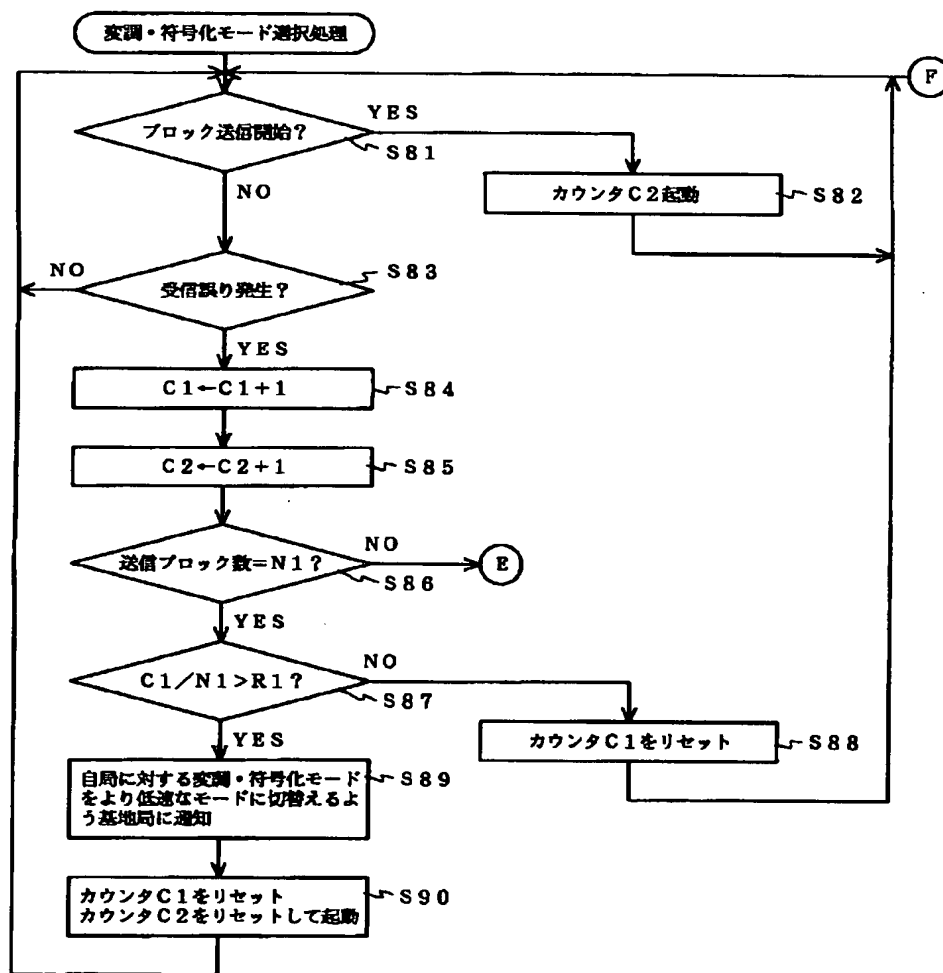 変調・符号化モード選択処理
F
ブロック送信開始?
YES
S81
NO
カウンタC2起動
S82
NO
S83
受信誤り発生?
YES
C1←C1+1
S84
C2←C2+1
S85
送信ブロック数=N1?
NO
E
S86
YES
C1/N1>R1?
NO
S87
カウンタC1をリセット
S88
YES
自局に対する変調・符号化モード
をより低速なモードに切替えるよ
う基地局に通知
S89
カウンタC1をリセット
カウンタC2をリセットして起動
S90